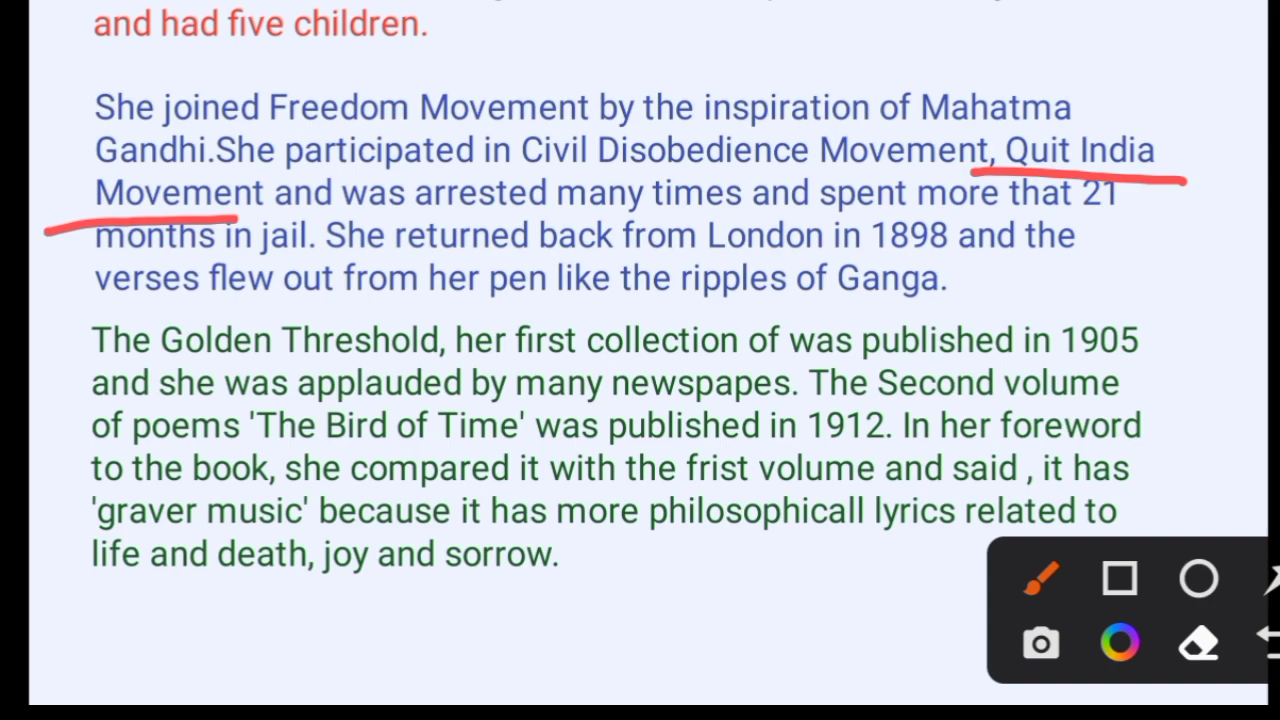 and had five children.
She joined Freedom Movement by the inspiration of Mahatma
Gandhi.She participated in Civil Disobedience Movement, Quit India
Movement and was arrested many times and spent more that 21
months in jail. She returned back from London in 1898 and the
verses flew out from her pen like the ripples of Ganga.
The Golden Threshold, her first collection of was published in 1905
and she was applauded by many newspapes. The Second volume
of poems 'The Bird of Time' was published in 1912. In her foreword
to the book, she compared it with the frist volume and said , it has
'graver music' because it has more philosophicall lyrics related to
life and death, joy and sorrow.